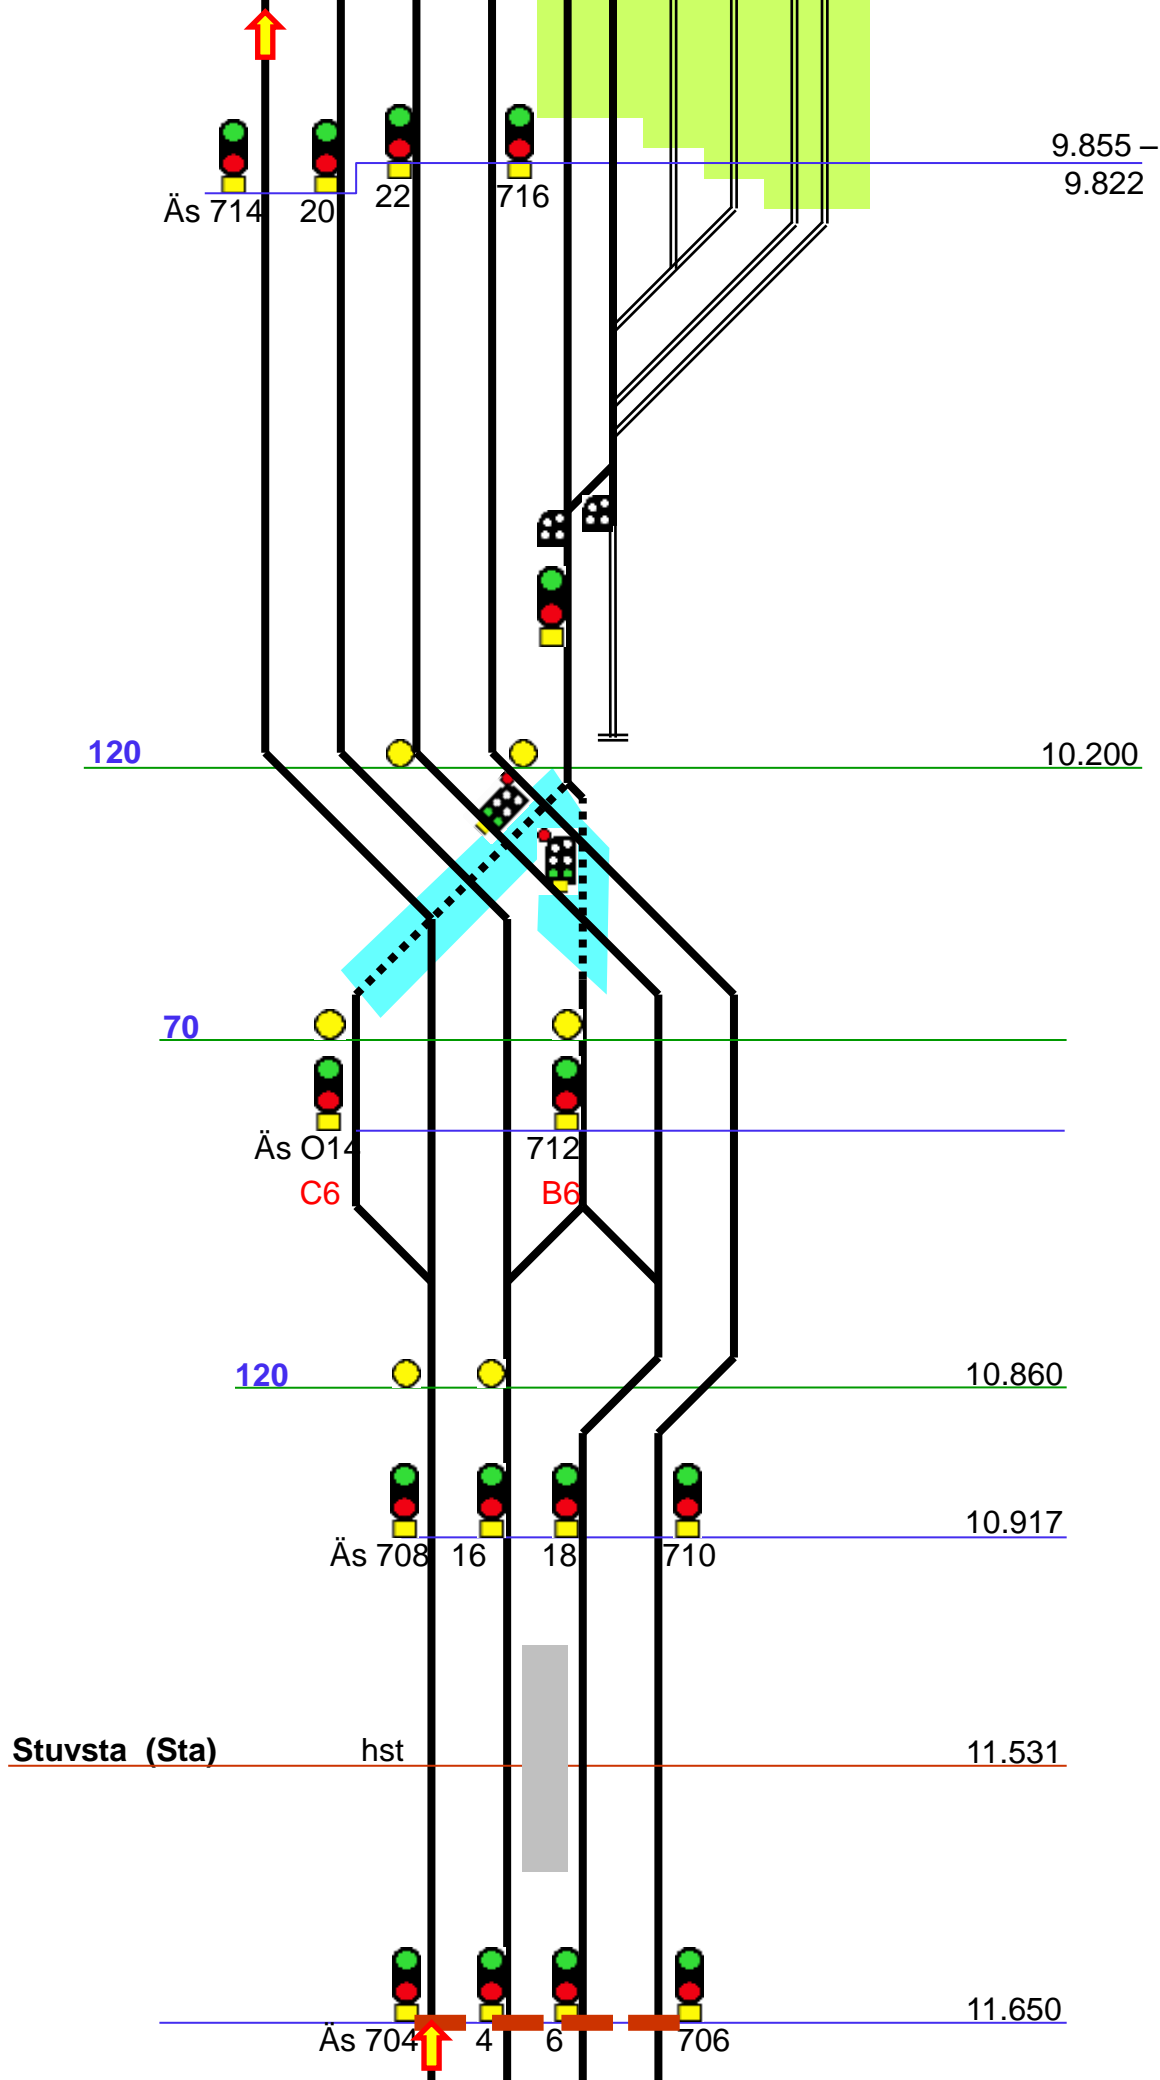 9.855 –
9.822
Äs 714 20 22 716
120 10.200
70
Äs O14 712
C6 B6
120 10.860
10.917
Äs 708 16 18 710
Stuvsta (Sta) hst 11.531
11.650
Äs 704 4 6 706